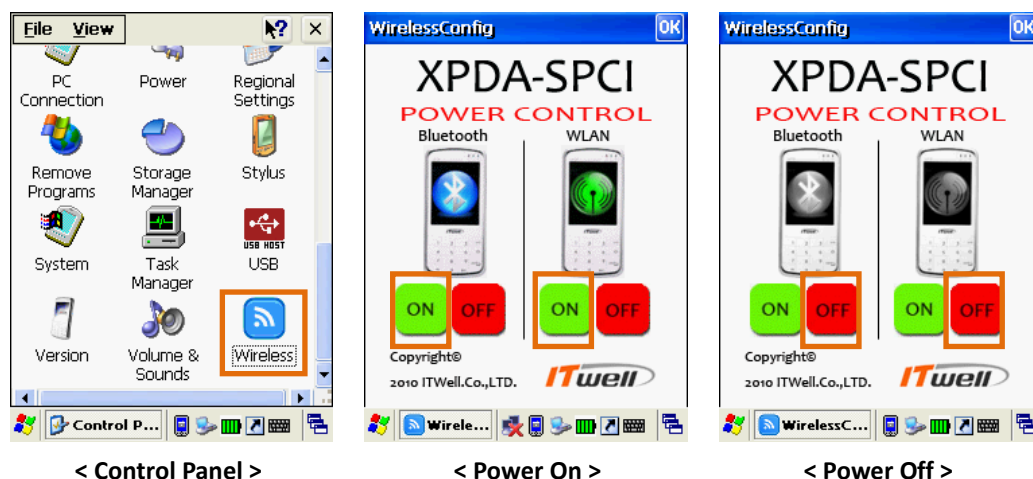 File View
PC Connection
Power
Regional Settings
Remove Programs
Storage Manager
Stylus
System
Task Manager
USB HOST
USB
Version
Volume & Sounds
Wireless
Control P...
< Control Panel >
WirelessConfig OK
XPDA-SPCI
POWER CONTROL
Bluetooth WLAN
ON OFF ON OFF
Copyright©
2010 ITWell.Co.,LTD.
ITwell
Wirele...
< Power On >
WirelessConfig OK
XPDA-SPCI
POWER CONTROL
Bluetooth WLAN
ON OFF ON OFF
Copyright©
2010 ITWell.Co.,LTD.
ITwell
WirelessC...
< Power Off >